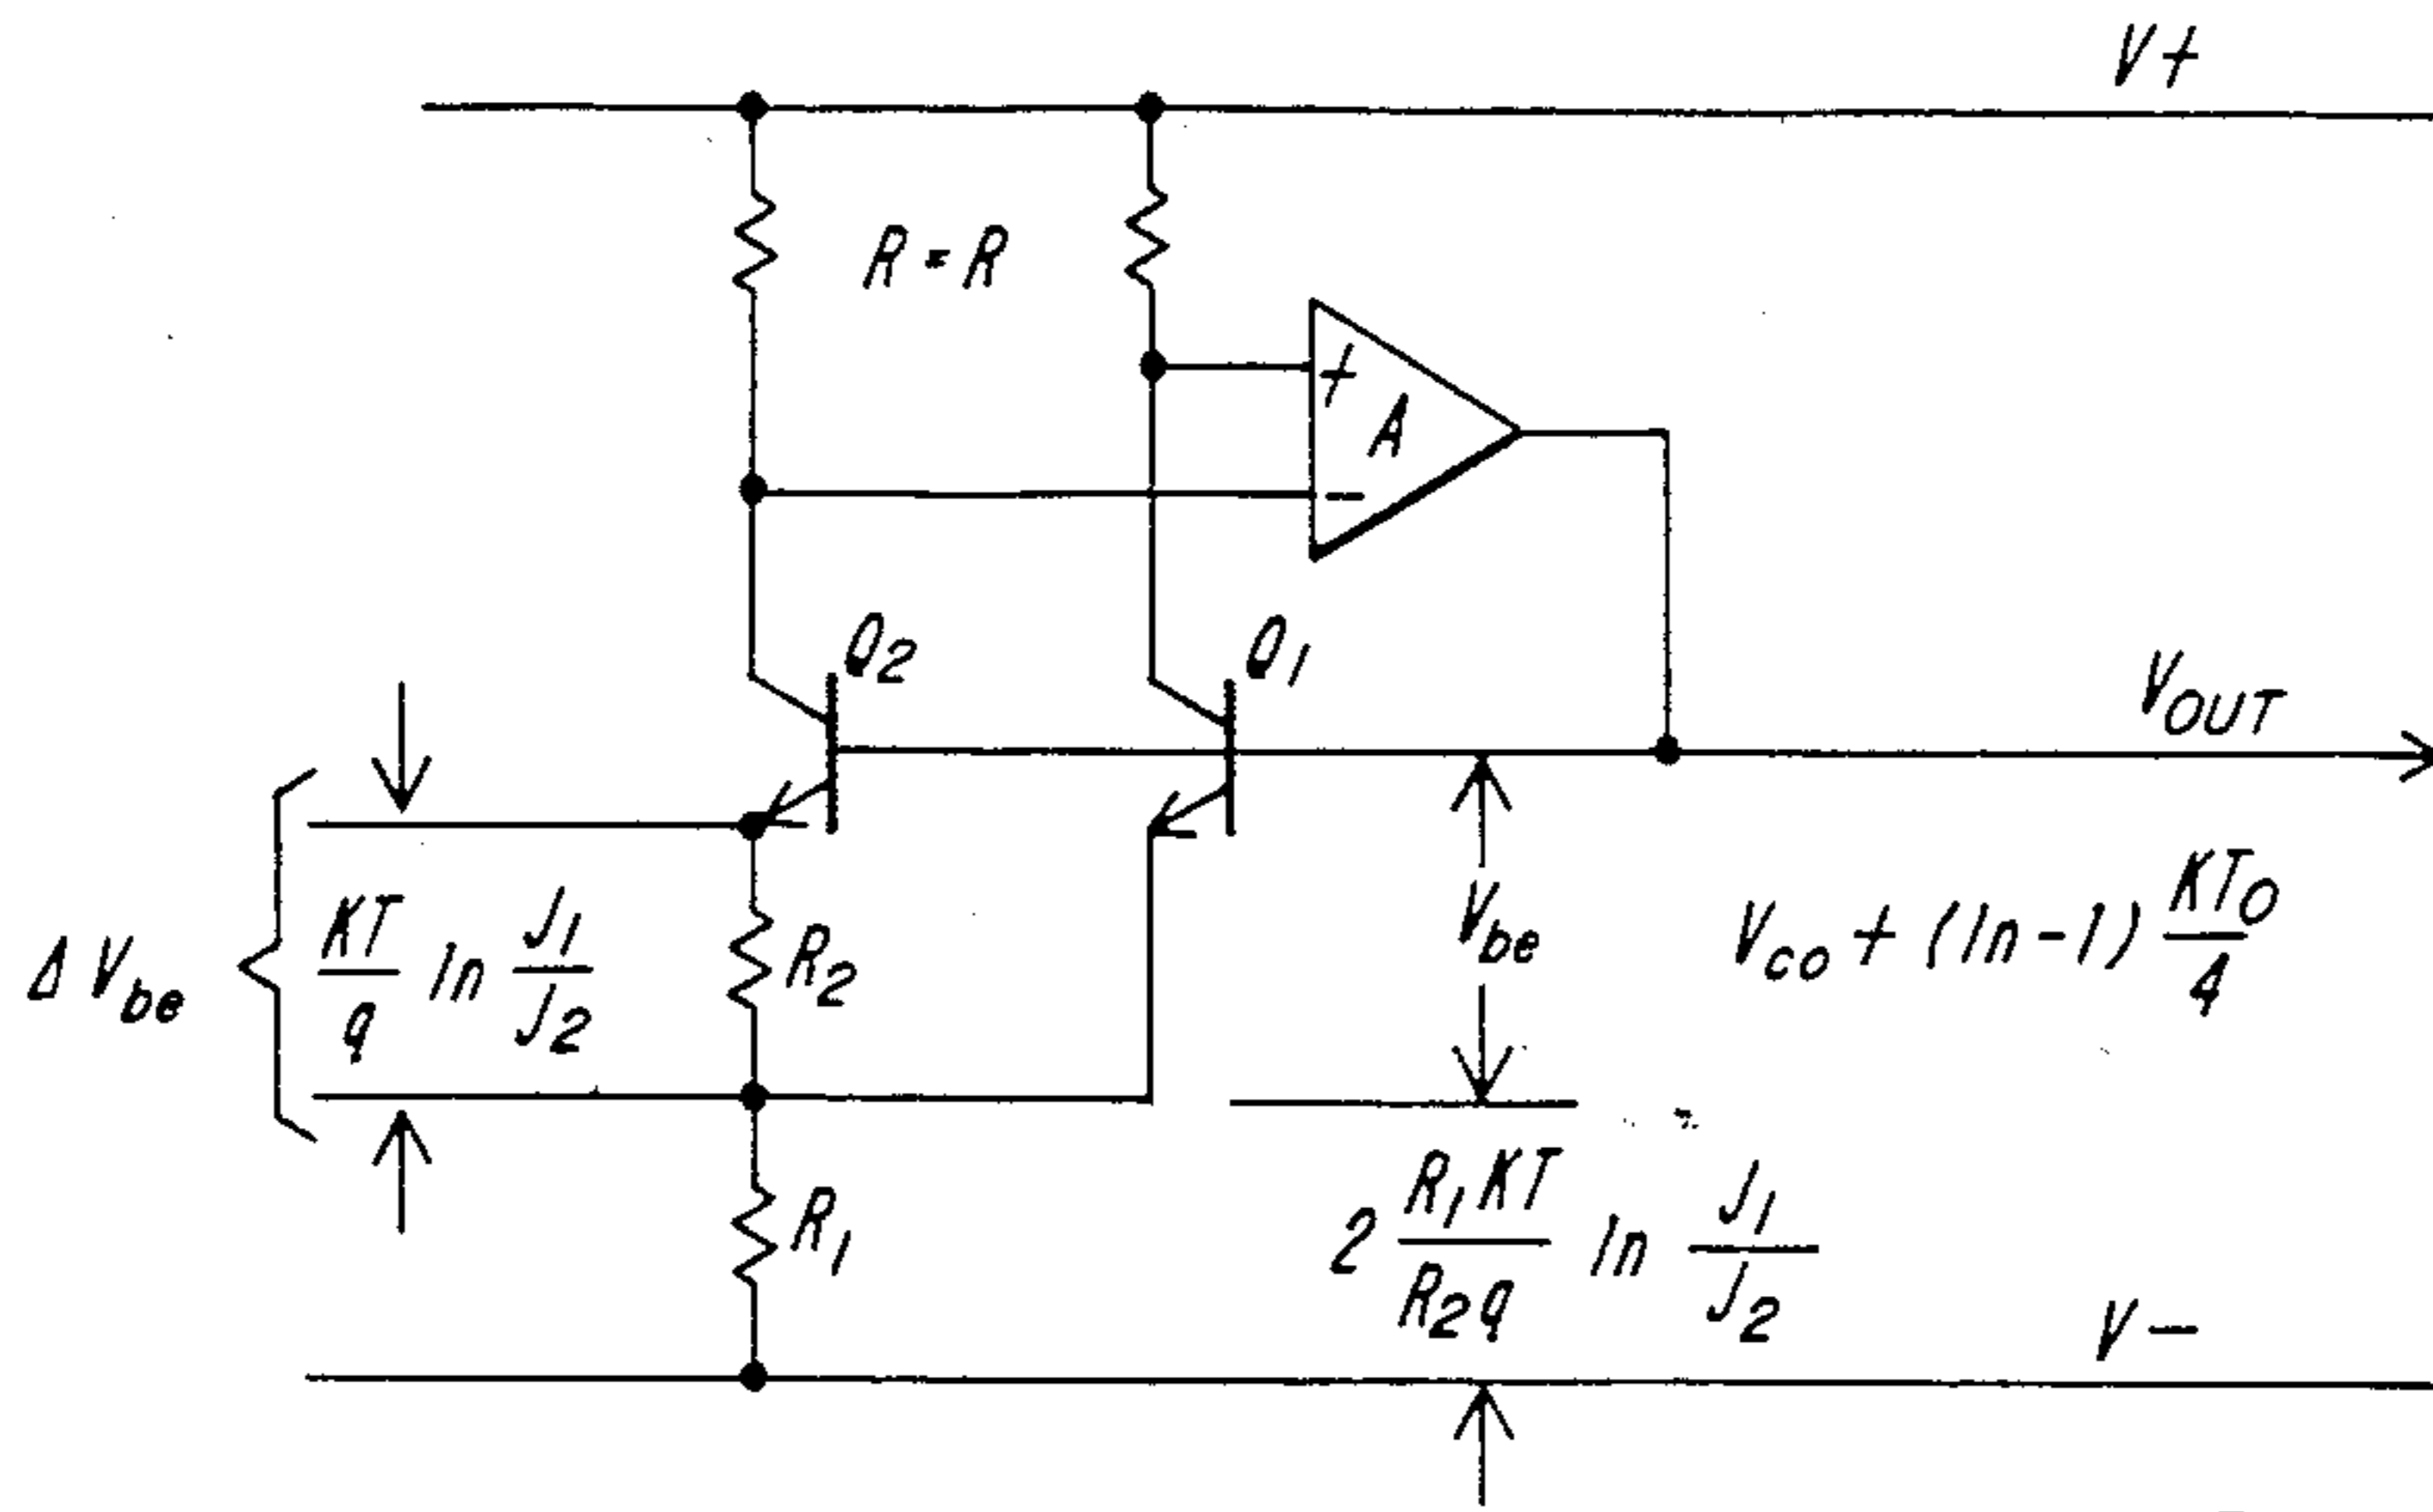 V+
R = R
+
A
-
Q2
Q1
VOUT
ΔVbe
KT/q ln J1/J2
R2
Vbe
Vco + (ln-1) KTO/4
R1
2 R1KT/R2q ln J1/J2
V-